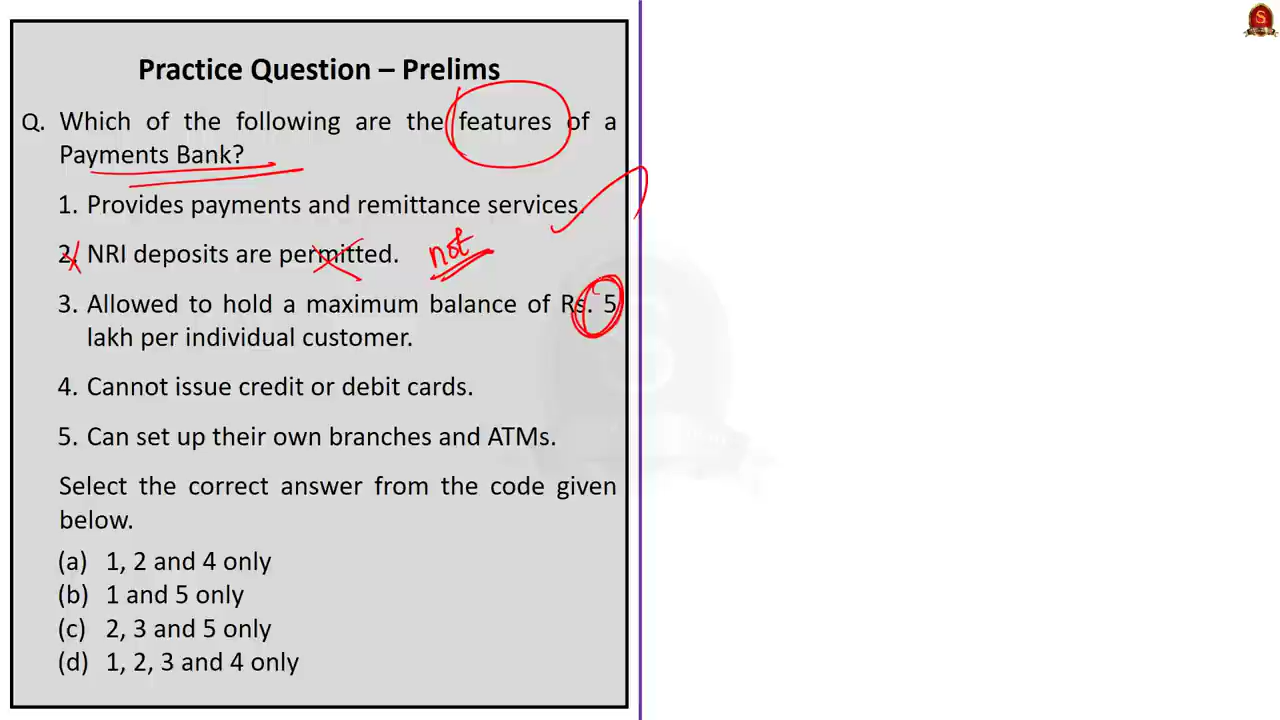 Practice Question – Prelims
Q. Which of the following are the features of a
Payments Bank?
1. Provides payments and remittance services.
2. NRI deposits are permitted. not
3. Allowed to hold a maximum balance of Rs. 5
lakh per individual customer.
4. Cannot issue credit or debit cards.
5. Can set up their own branches and ATMs.
Select the correct answer from the code given
below.
(a) 1, 2 and 4 only
(b) 1 and 5 only
(c) 2, 3 and 5 only
(d) 1, 2, 3 and 4 only
S